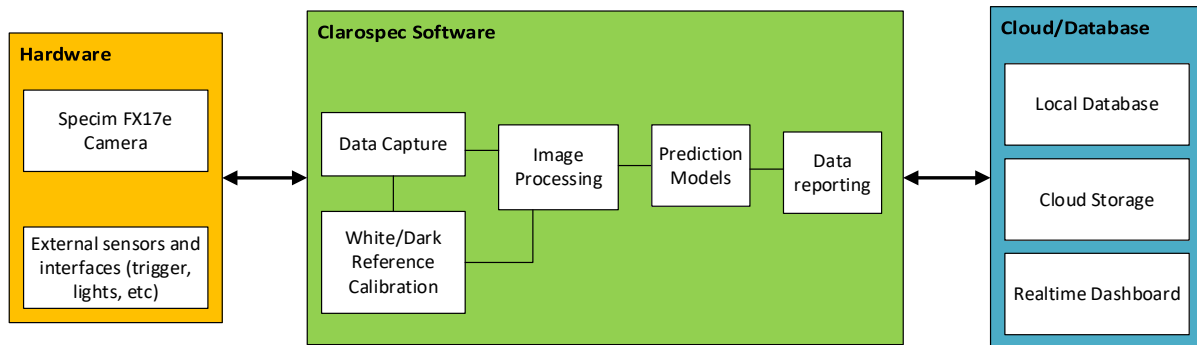 Hardware
Specim FX17e
Camera
External sensors and
interfaces (trigger,
lights, etc)
Clarospec Software
Data Capture
White/Dark
Reference
Calibration
Image
Processing
Prediction
Models
Data
reporting
Cloud/Database
Local Database
Cloud Storage
Realtime Dashboard